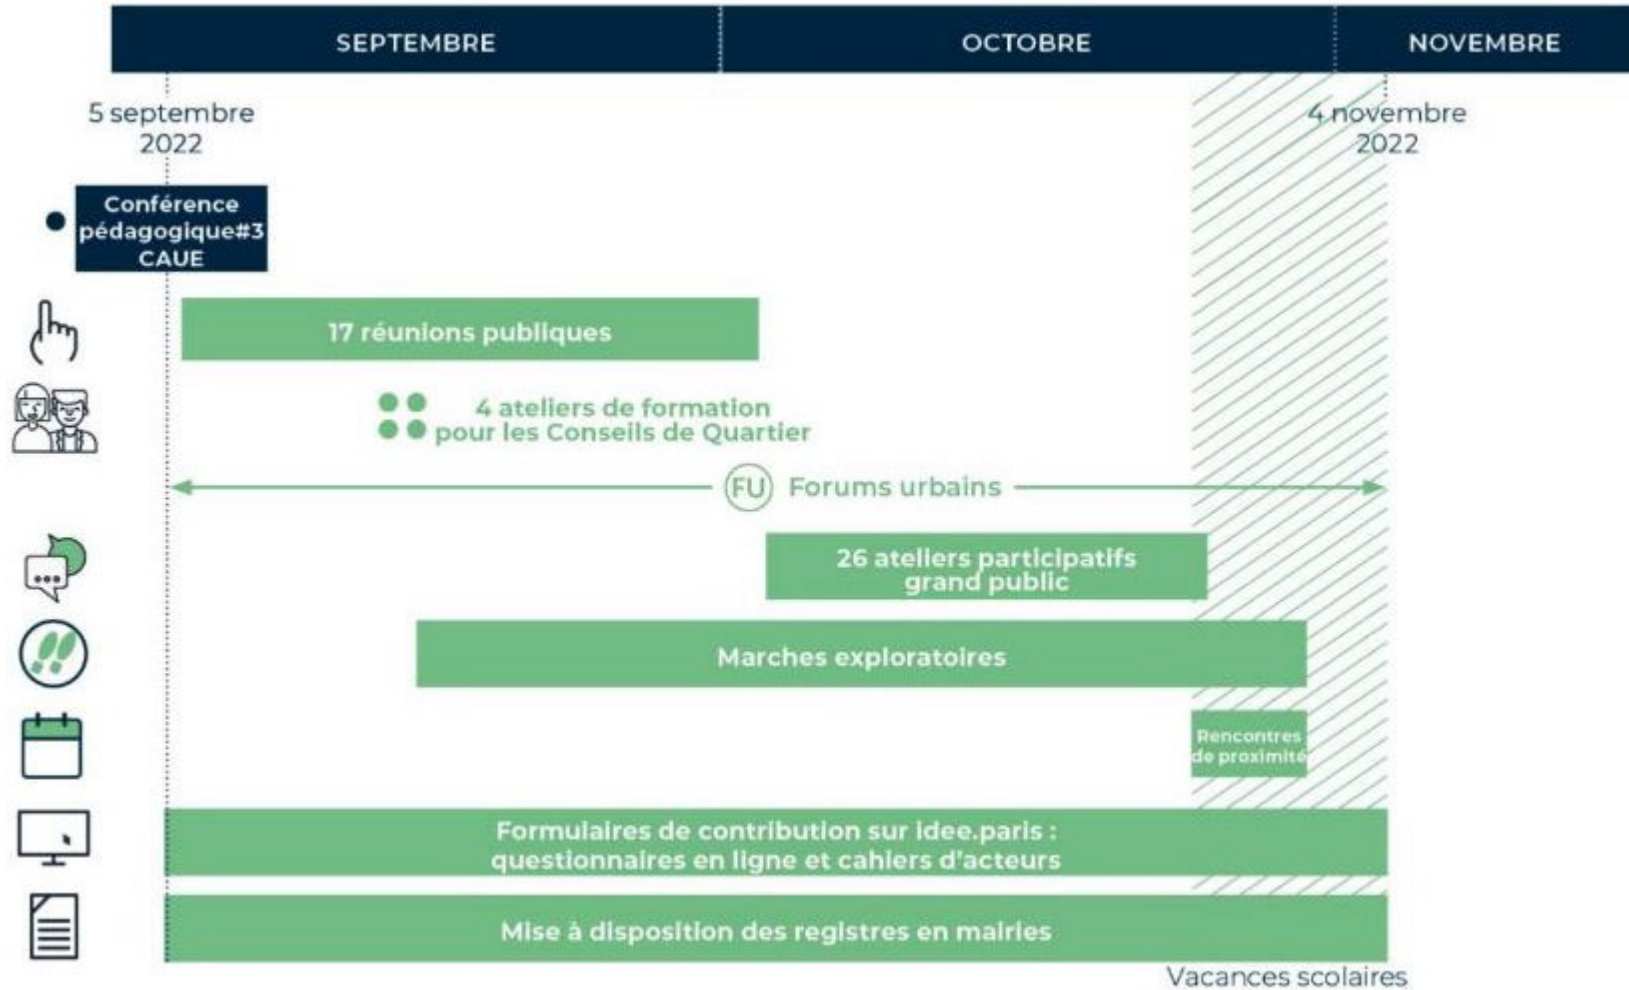 SEPTEMBRE
OCTOBRE
NOVEMBRE
5 septembre
2022
4 novembre
2022
Conférence
pédagogique#3
CAUE
17 réunions publiques
4 ateliers de formation
pour les Conseils de Quartier
FU Forums urbains
26 ateliers participatifs
grand public
Marches exploratoires
Rencontres
de proximité
Formulaires de contribution sur idee.paris :
questionnaires en ligne et cahiers d'acteurs
Mise à disposition des registres en mairies
Vacances scolaires